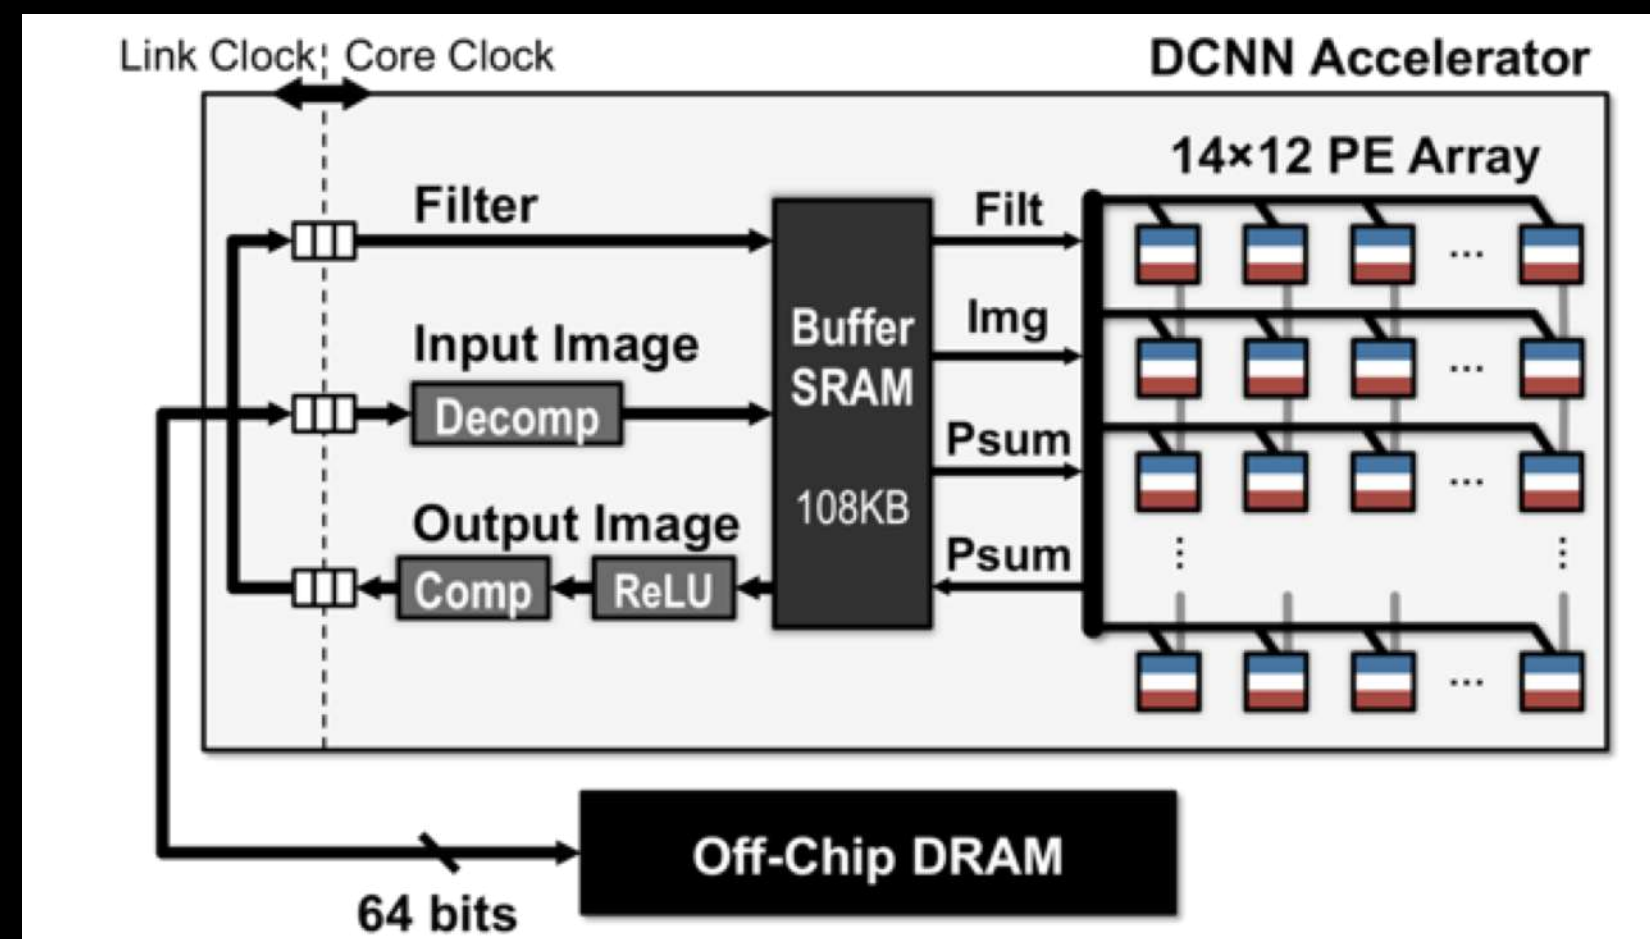 Link Clock Core Clock
DCNN Accelerator
14×12 PE Array
Filter
Filt
Input Image
Img
Decomp
Buffer
SRAM
108KB
Psum
Output Image
Psum
Comp
ReLU
...
...
...
...
Off-Chip DRAM
64 bits